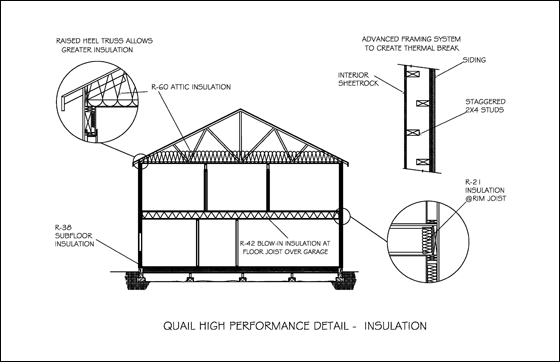 RAISED HEEL TRUSS ALLOWS
GREATER INSULATION
R-60 ATTIC INSULATION
ADVANCED FRAMING SYSTEM
TO CREATE THERMAL BREAK
SIDING
INTERIOR
SHEETROCK
STAGGERED
2X4 STUDS
R-21
INSULATION
@RIM JOIST
R-38
SUBFLOOR
INSULATION
R-42 BLOW-IN INSULATION AT
FLOOR JOIST OVER GARAGE
QUAIL HIGH PERFORMANCE DETAIL - INSULATION